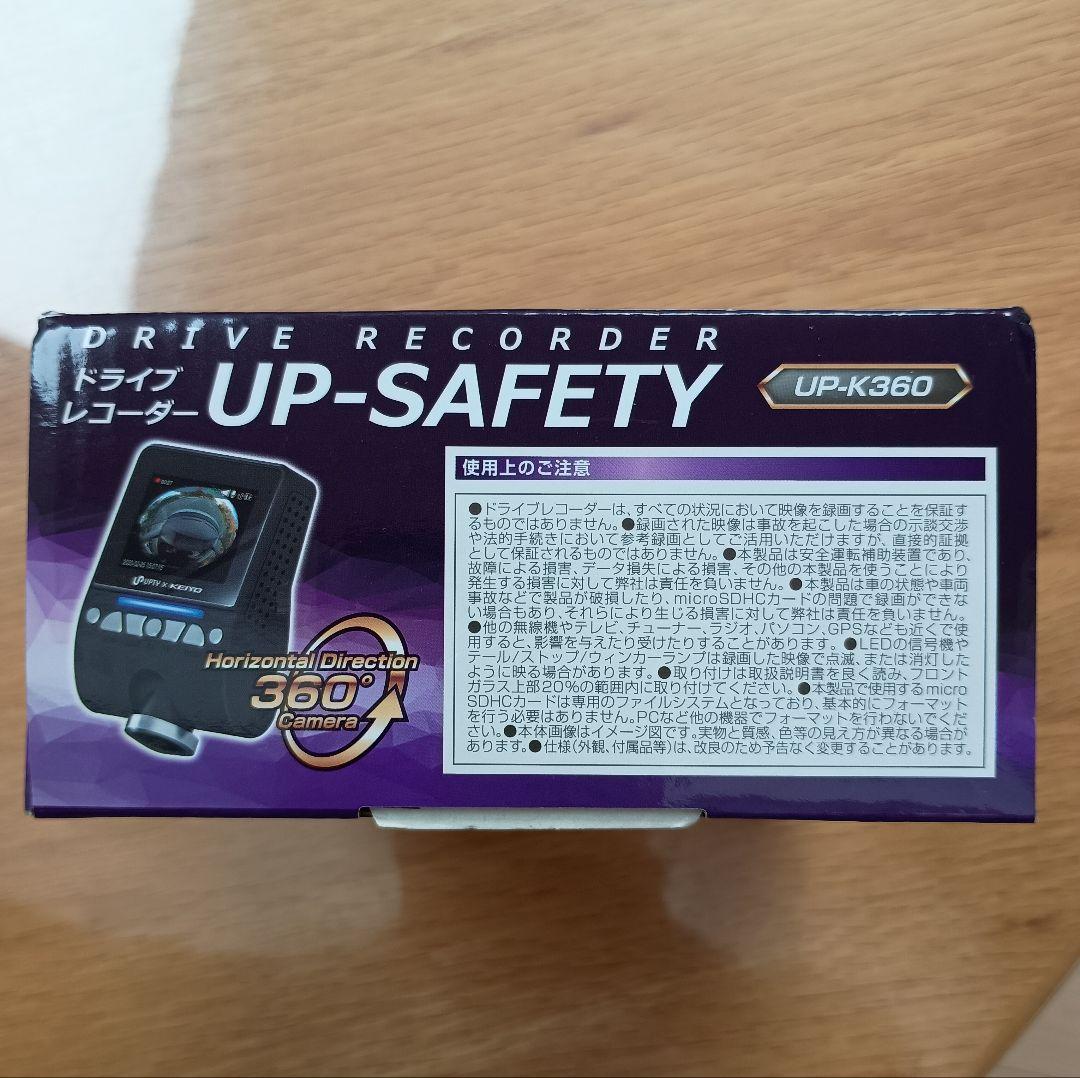 DRIVE RECORDER
ドライブ
レコーダー
UP-SAFETY
UP-K360
UPTY × KEIYO
Horizontal Direction
360°
Camera
使用上のご注意
●ドライブレコーダーは、すべての状況において映像を録画することを保証す
るものではありません。●録画された映像は事故を起こした場合の示談交渉
や法的手続きにおいて参考録画としてご活用いただけますが、直接的証拠
として保証されるものではありません。●本製品は安全運転補助装置であり、
故障による損害、データ損失による損害、その他の本製品を使うことにより
発生する損害に対して弊社は責任を負いません。●本製品は車の状態や車両
事故などで製品が破損したり、microSDHCカードの問題で録画ができな
い場合もあり、それらにより生じる損害に対して弊社は責任を負いません。
●他の無線機やテレビ、チューナー、ラジオ、パソコン、GPSなども近くで使
用すると、影響を与えたり受けたりすることがあります。●LEDの信号機や
テール/ストップ/ウィンカーランプは録画した映像で点滅、または消灯した
ように映る場合があります。●取り付けは取扱説明書を良く読み、フロント
ガラス上部20%の範囲内に取り付けてください。●本製品で使用するmicro
SDHCカードは専用のファイルシステムとなっており、基本的にフォーマット
を行う必要はありません。PCなど他の機器でフォーマットを行わないでくだ
さい。●本体画像はイメージ図です。実物と質感、色等の見え方が異なる場合が
あります。●仕様(外観、付属品等)は、改良のため予告なく変更することがあります。